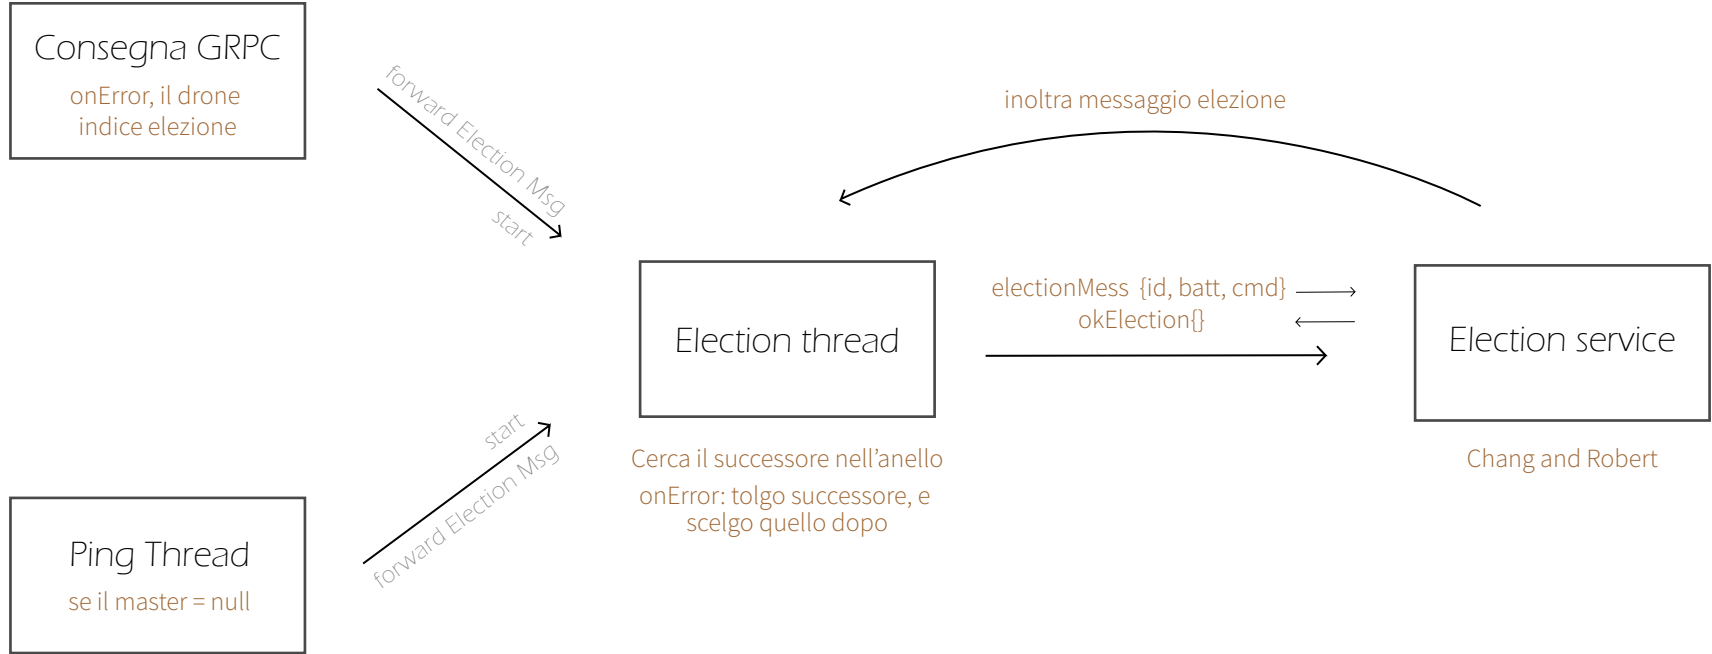 Consegna GRPC
onError, il drone
indice elezione
forward Election Msg
start
inoltra messaggio elezione
electionMess {id, batt, cmd}
okElection{}
Election thread
Election service
Cerca il successore nell'anello
onError: tolgo successore, e
scelgo quello dopo
Chang and Robert
start
forward Election Msg
Ping Thread
se il master = null